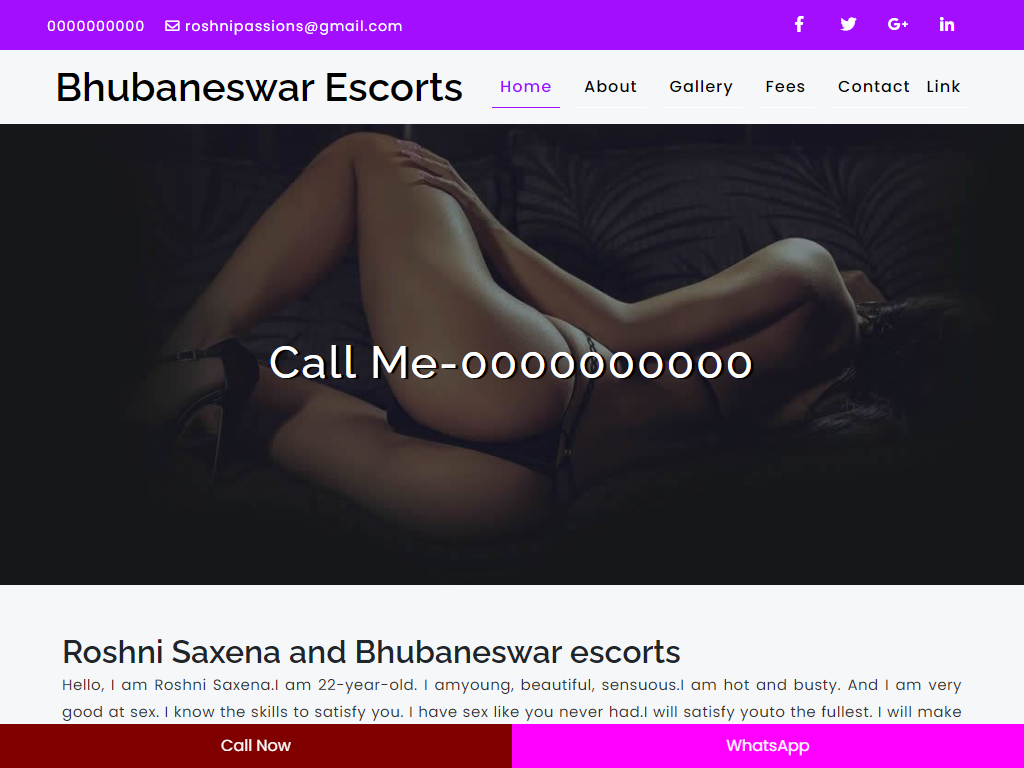 0000000000 roshnipassions@gmail.com
Bhubaneswar Escorts Home About Gallery Fees Contact Link
Call Me-0000000000
Roshni Saxena and Bhubaneswar escorts
Hello, I am Roshni Saxena.I am 22-year-old. I amyoung, beautiful, sensuous.I am hot and busty. And I am very
good at sex. I know the skills to satisfy you. I have sex like you never had.I will satisfy youto the fullest. I will make
Call Now WhatsApp